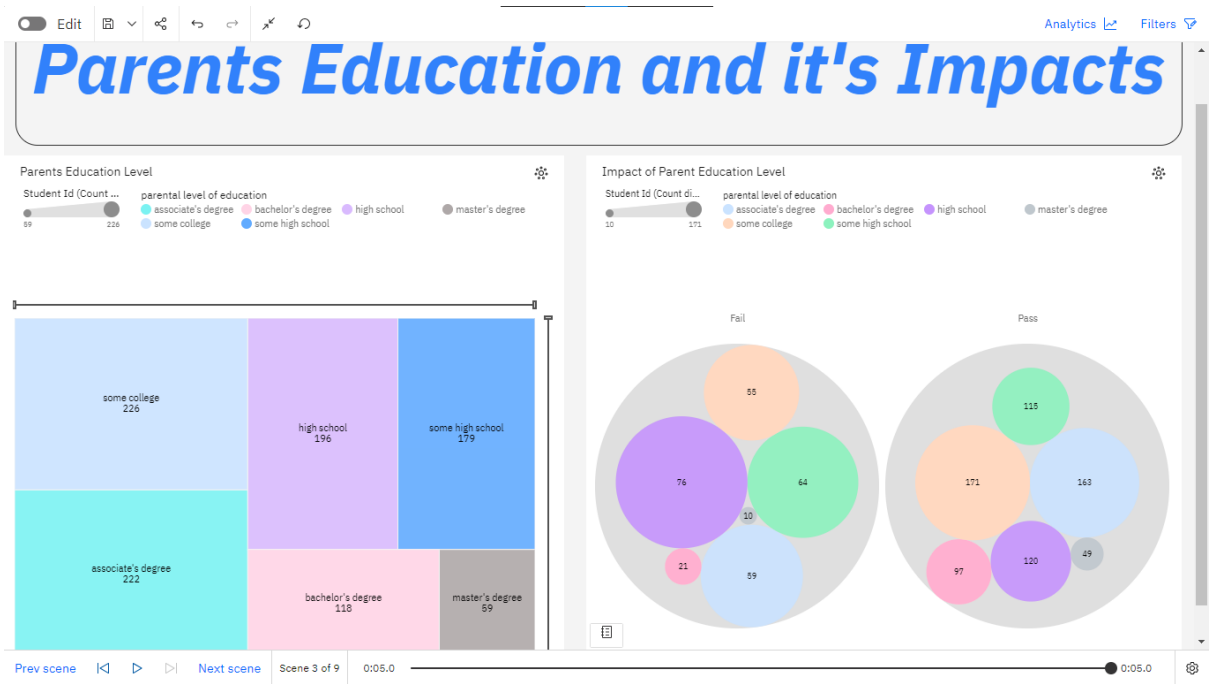 Edit
Analytics
Filters
Parents Education and it's Impacts
Parents Education Level
Student Id (Count ...
59 226
parental level of education
associate's degree bachelor's degree high school master's degree
some college some high school
some college
226
high school
196
some high school
179
associate's degree
222
bachelor's degree
118
master's degree
59
Impact of Parent Education Level
Student Id (Count di...
10 171
parental level of education
associate's degree bachelor's degree high school master's degree
some college some high school
Fail
55
76
64
10
21
59
Pass
115
171
163
97
120
49
Prev scene
Next scene
Scene 3 of 9
0:05.0
0:05.0